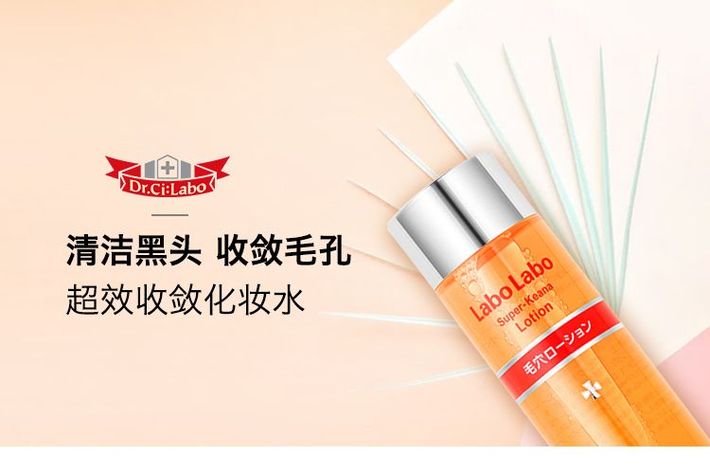 Dr.Ci:Labo
清洁黑头 收敛毛孔
超效收敛化妆水
Labo Labo
Super-Keana
Lotion
毛穴ローション